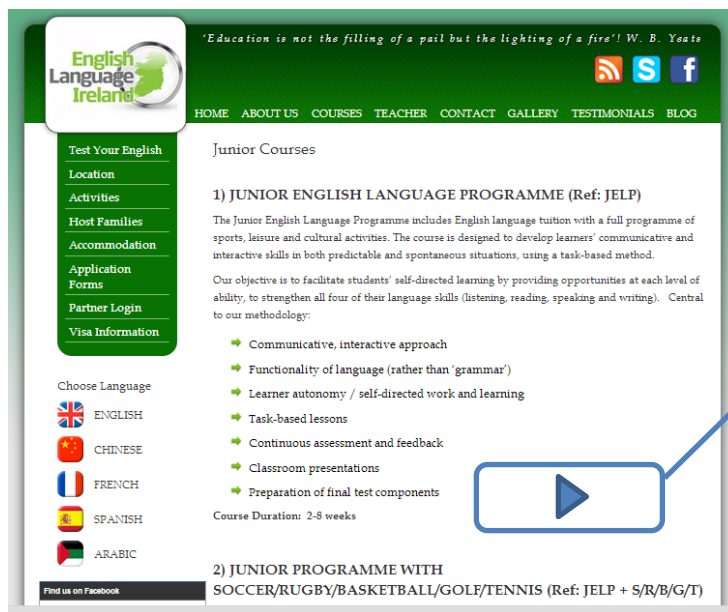 'Education is not the filling of a pail but the lighting of a fire'! W. B. Yeats
English
Language
Ireland
HOME ABOUT US COURSES TEACHER CONTACT GALLERY TESTIMONIALS BLOG
Test Your English
Location
Activities
Host Families
Accommodation
Application
Forms
Partner Login
Visa Information
Choose Language
ENGLISH
CHINESE
FRENCH
SPANISH
ARABIC
Find us on Facebook
Junior Courses
1) JUNIOR ENGLISH LANGUAGE PROGRAMME (Ref: JELP)
The Junior English Language Programme includes English language tuition with a full programme of
sports, leisure and cultural activities. The course is designed to develop learners' communicative and
interactive skills in both predictable and spontaneous situations, using a task-based method.
Our objective is to facilitate students' self-directed learning by providing opportunities at each level of
ability, to strengthen all four of their language skills (listening, reading, speaking and writing). Central
to our methodology:
Communicative, interactive approach
Functionality of language (rather than 'grammar')
Learner autonomy / self-directed work and learning
Task-based lessons
Continuous assessment and feedback
Classroom presentations
Preparation of final test components
Course Duration: 2-8 weeks
2) JUNIOR PROGRAMME WITH
SOCCER/RUGBY/BASKETBALL/GOLF/TENNIS (Ref: JELP + S/R/B/G/T)